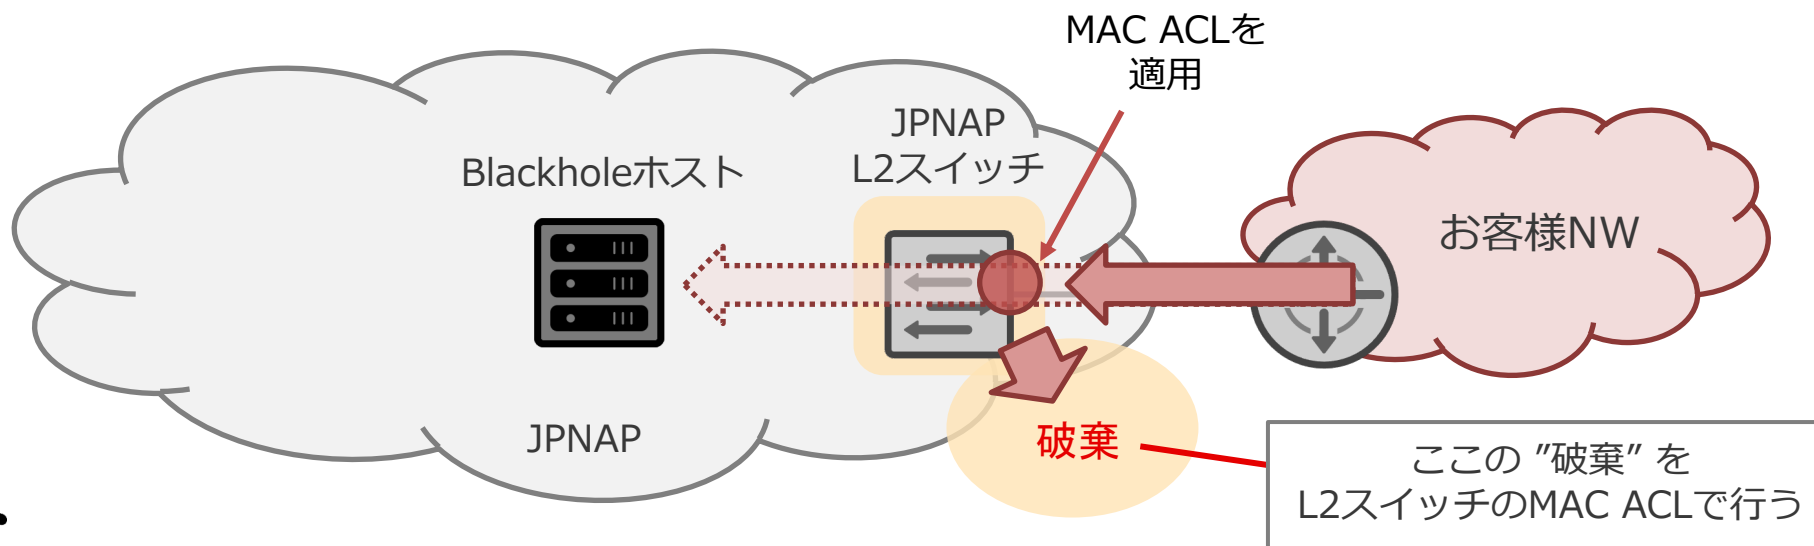 MAC ACLを
適用
JPNAP
L2スイッチ
Blackholeホスト
お客様NW
JPNAP
破棄
ここの ”破棄” を
L2スイッチのMAC ACLで行う